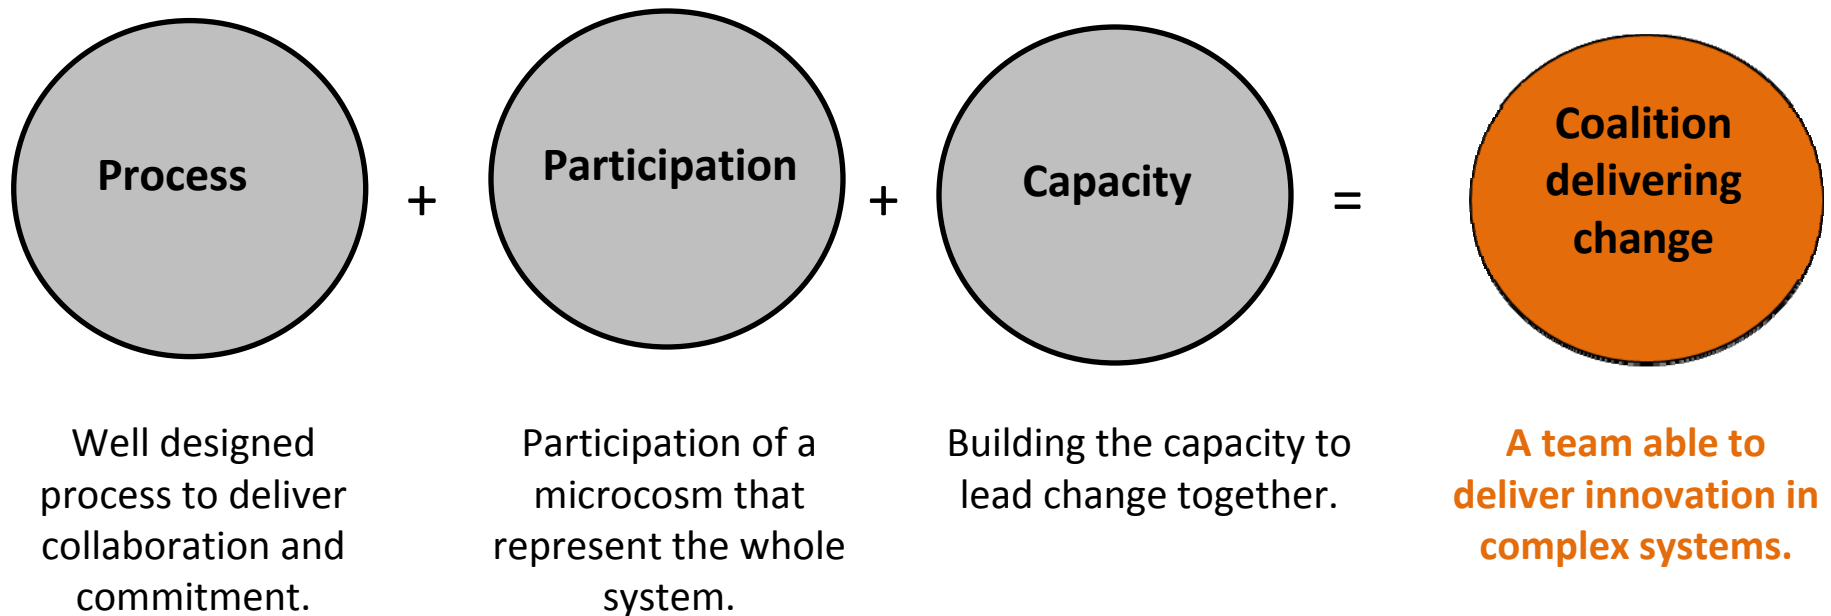 Process
+
Participation
+
Capacity
=
Coalition
delivering
change
Well designed
process to deliver
collaboration and
commitment.
Participation of a
microcosm that
represent the whole
system.
Building the capacity to
lead change together.
A team able to
deliver innovation in
complex systems.